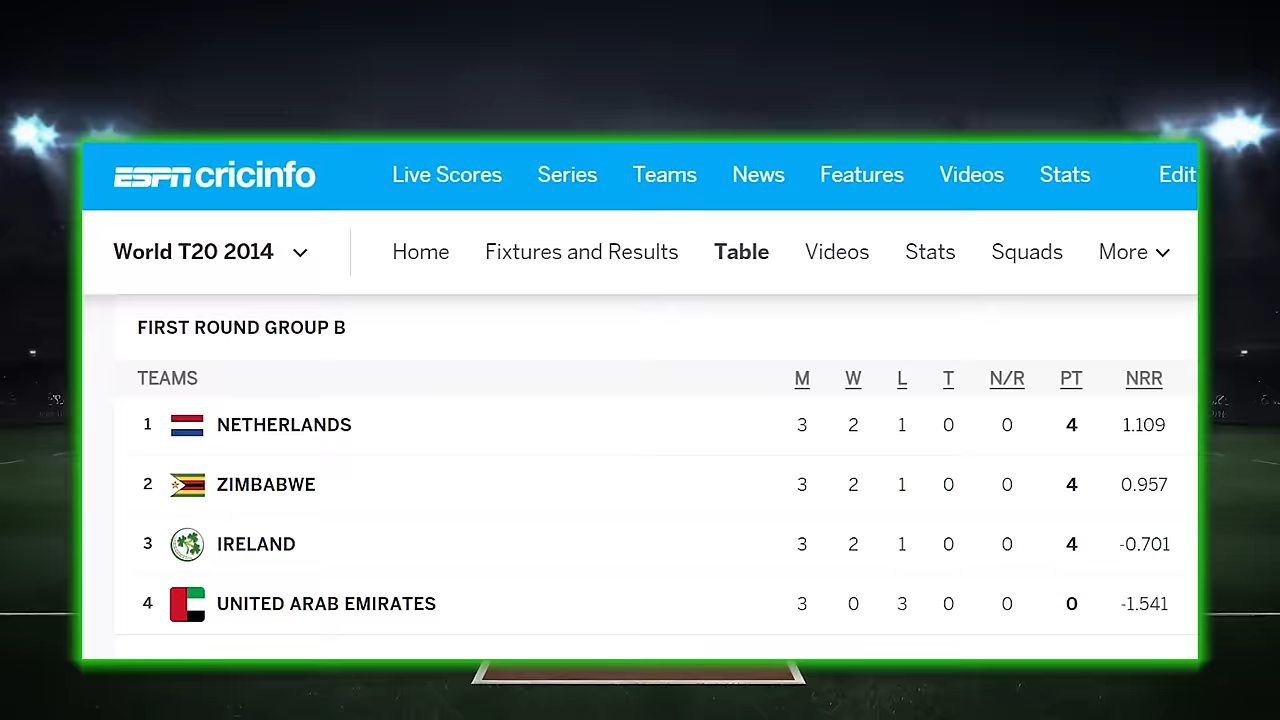 ESPN cricinfo Live Scores Series Teams News Features Videos Stats Edit
World T20 2014 Home Fixtures and Results Table Videos Stats Squads More
FIRST ROUND GROUP B
TEAMS M W L T N/R PT NRR
1 NETHERLANDS 3 2 1 0 0 4 1.109
2 ZIMBABWE 3 2 1 0 0 4 0.957
3 IRELAND 3 2 1 0 0 4 -0.701
4 UNITED ARAB EMIRATES 3 0 3 0 0 0 -1.541